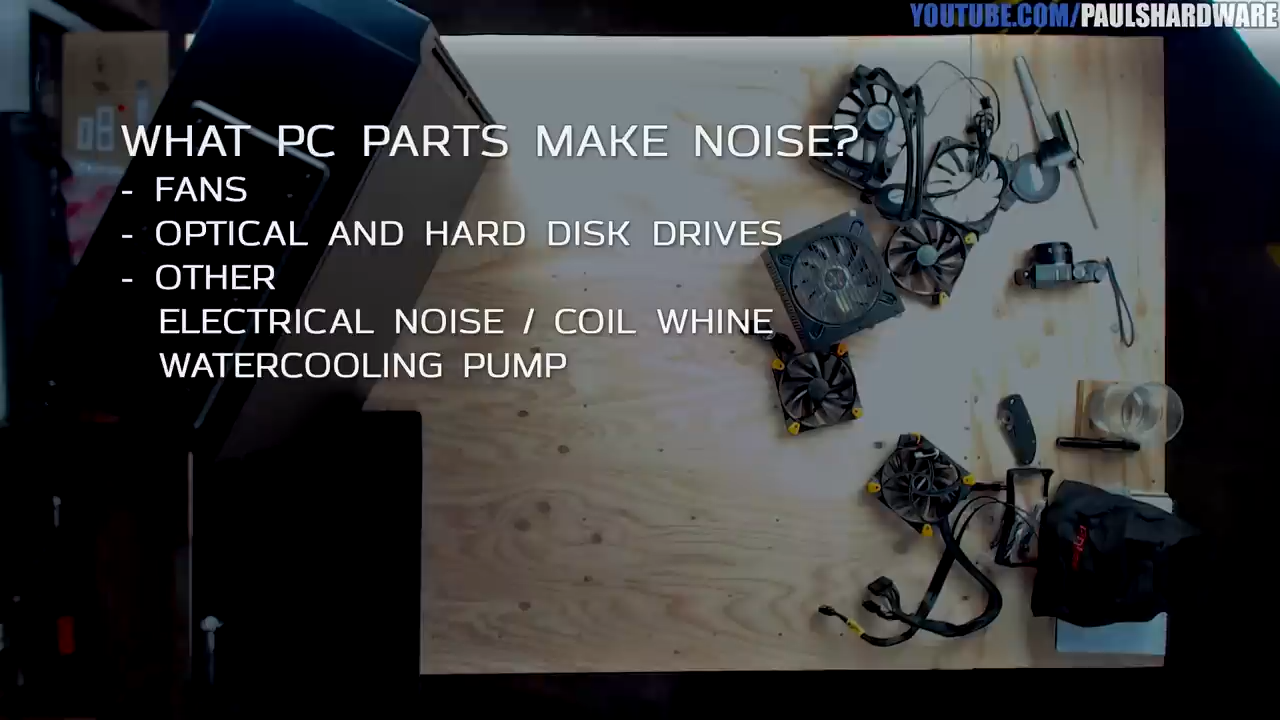 YOUTUBE.COM/PAULSHARDWARE
WHAT PC PARTS MAKE NOISE?
- FANS
- OPTICAL AND HARD DISK DRIVES
- OTHER
ELECTRICAL NOISE / COIL WHINE
WATERCOOLING PUMP